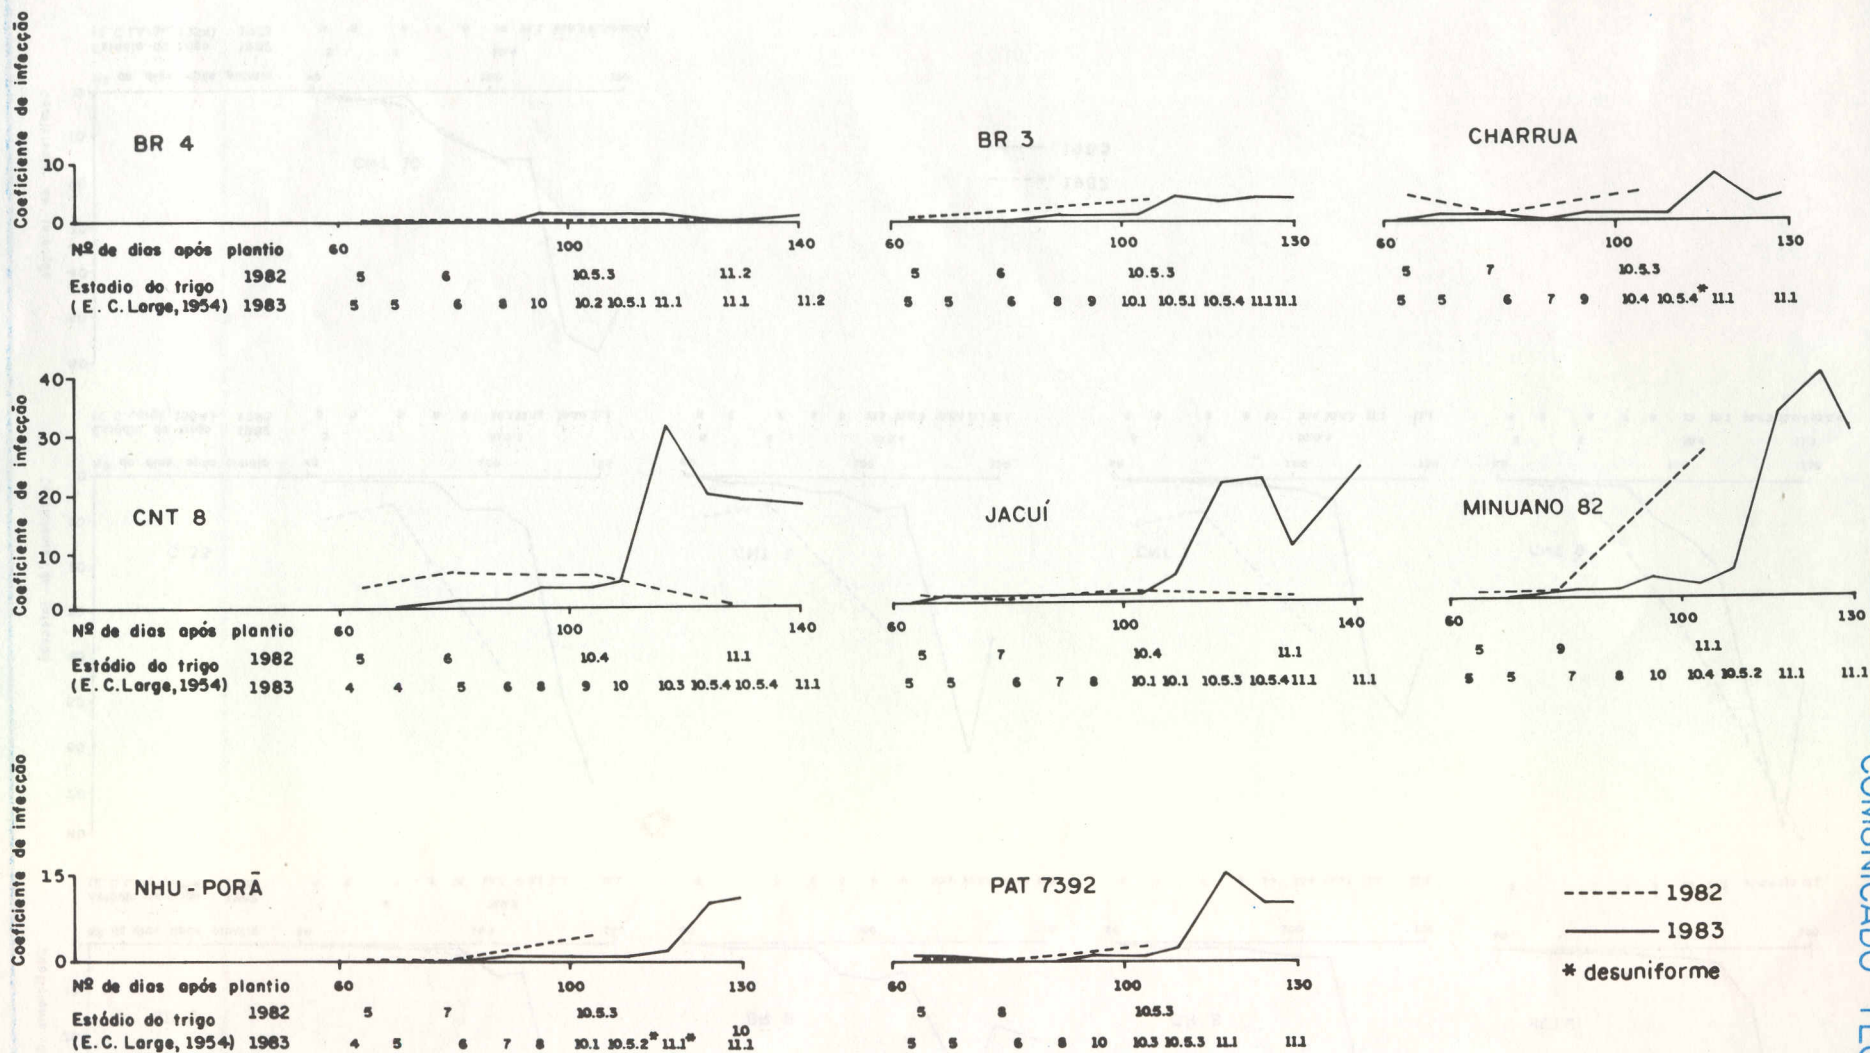 Coeficiente de infecção
BR 4
BR 3
CHARRUA
10
0
Nº de dias após plantio 60 100 140 60 100 130 60 100 130
Estadio do trigo 1982 5 6 10.5.3 11.2 5 6 10.5.3 5 7 10.5.3
(E. C. Large, 1954) 1983 5 5 6 8 10 10.2 10.5.1 11.1 11.1 11.2 5 5 6 8 9 10.1 10.5.1 10.5.4 11.1 11.1 5 5 6 7 9 10.4 10.5.4* 11.1 11.1
Coeficiente de infecção
40
30
20
10
0
CNT 8
JACUÍ
MINUANO 82
Nº de dias após plantio 60 100 140 60 100 140 60 100 130
Estádio do trigo 1982 5 6 10.4 11.1 5 7 10.4 11.1 5 9 11.1
(E. C. Large, 1954) 1983 4 4 5 6 8 9 10 10.3 10.5.4 10.5.4 11.1 5 5 6 7 8 10.1 10.1 10.5.3 10.5.4 11.1 11.1 5 5 7 8 10 10.4 10.5.2 11.1 11.1
Coeficiente de infecção
15
0
NHU - PORÃ
PAT 7392
Nº de dias após plantio 60 100 130 60 100 130
Estádio do trigo 1982 5 7 10.5.3 5 8 10.5.3
(E. C. Large, 1954) 1983 4 5 6 7 8 10.1 10.5.2* 11.1* 10 11.1 5 5 6 8 10 10.3 10.5.3 11.1 11.1
1982
1983
* desuniforme
COMUNICADO